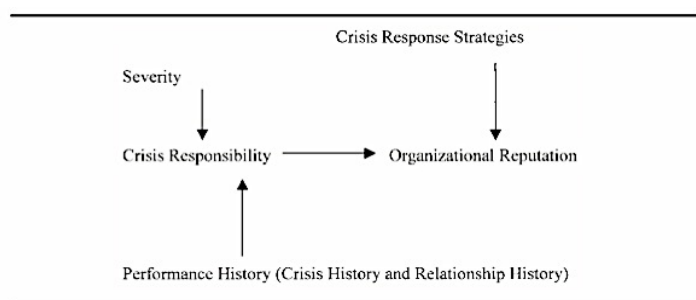 Crisis Response Strategies
Severity
Crisis Responsibility
Organizational Reputation
Performance History (Crisis History and Relationship History)